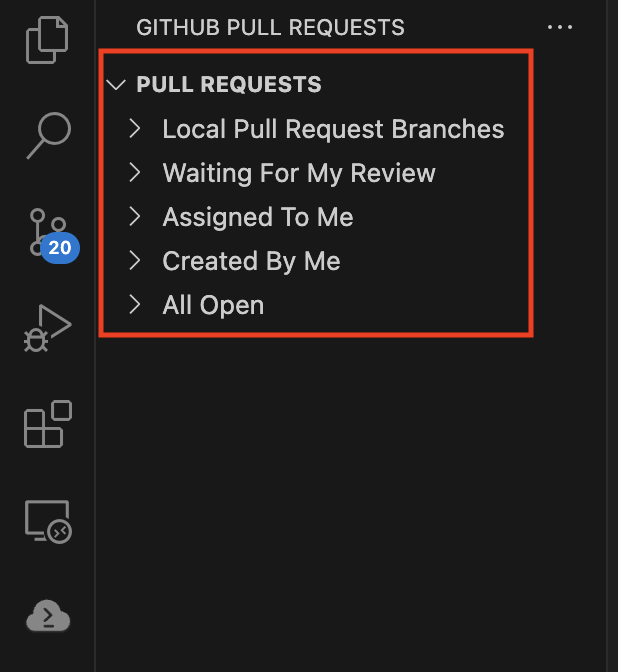 GITHUB PULL REQUESTS
PULL REQUESTS
Local Pull Request Branches
Waiting For My Review
Assigned To Me
20
Created By Me
All Open